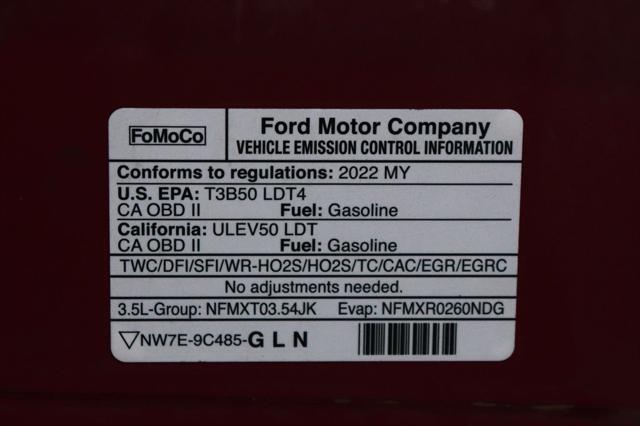 FoMoCo
Ford Motor Company
VEHICLE EMISSION CONTROL INFORMATION
Conforms to regulations: 2022 MY
U.S. EPA: T3B50 LDT4
CA OBD II Fuel: Gasoline
California: ULEV50 LDT
CA OBD II Fuel: Gasoline
TWC/DFI/SFI/WR-HO2S/HO2S/TC/CAC/EGR/EGRC
No adjustments needed.
3.5L-Group: NFMXT03.54JK Evap: NFMXR0260NDG
▽NW7E-9C485-G L N